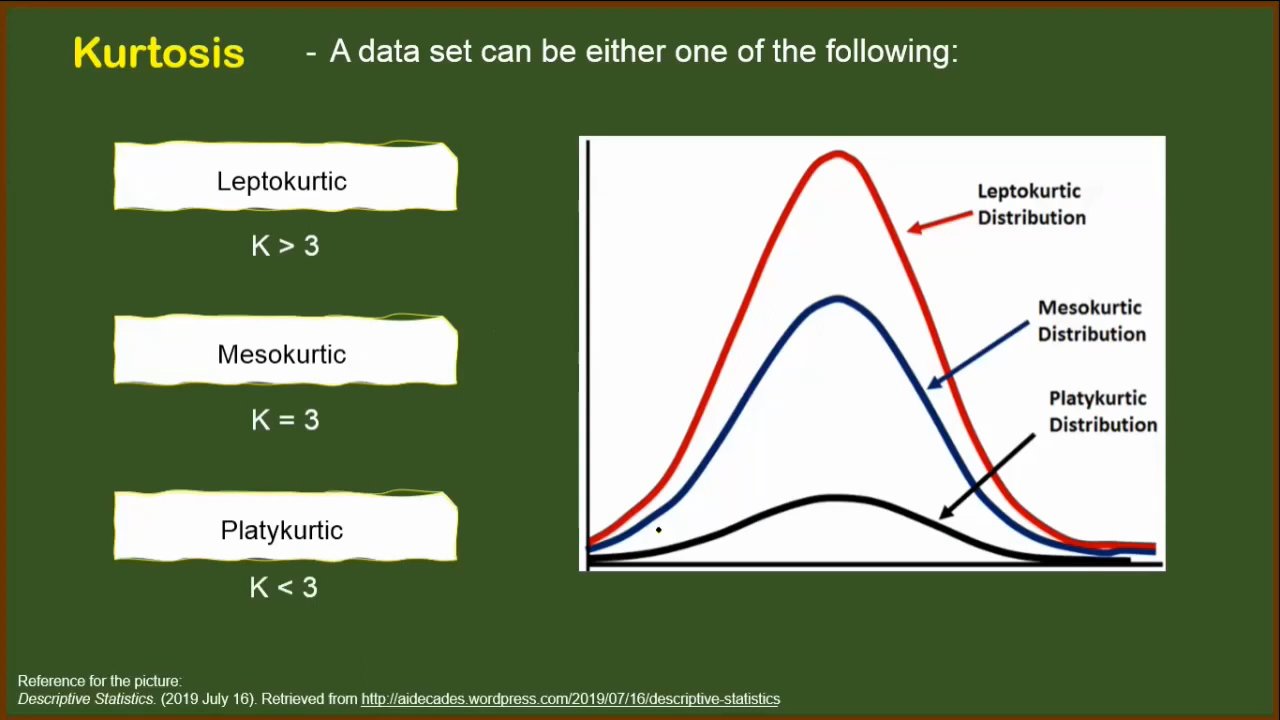 Kurtosis - A data set can be either one of the following:
Leptokurtic
K > 3
Mesokurtic
K = 3
Platykurtic
K < 3
Leptokurtic
Distribution
Mesokurtic
Distribution
Platykurtic
Distribution
Reference for the picture:
Descriptive Statistics. (2019 July 16). Retrieved from http://aidecades.wordpress.com/2019/07/16/descriptive-statistics